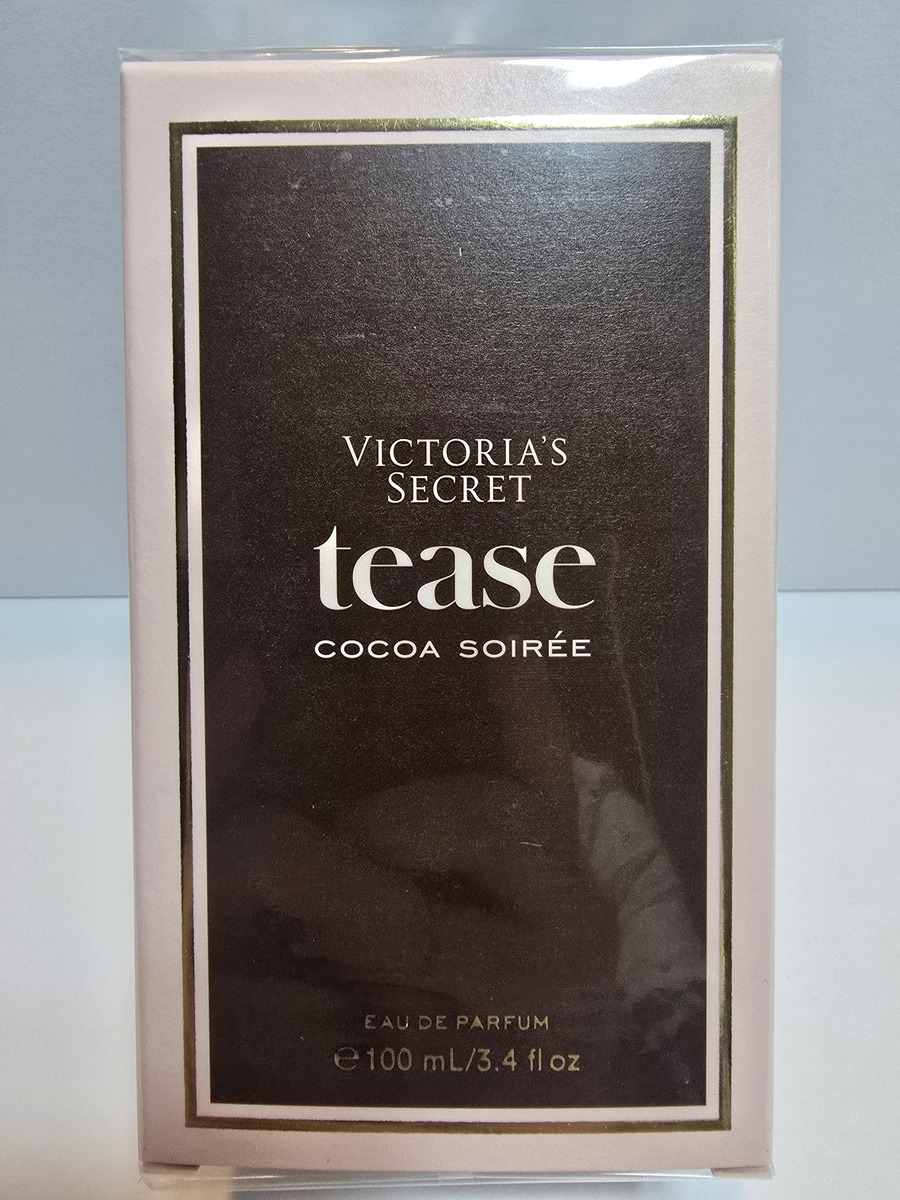 VICTORIA'S
SECRET
tease
COCOA SOIRÉE
EAU DE PARFUM
℮100 mL/3.4 fl oz